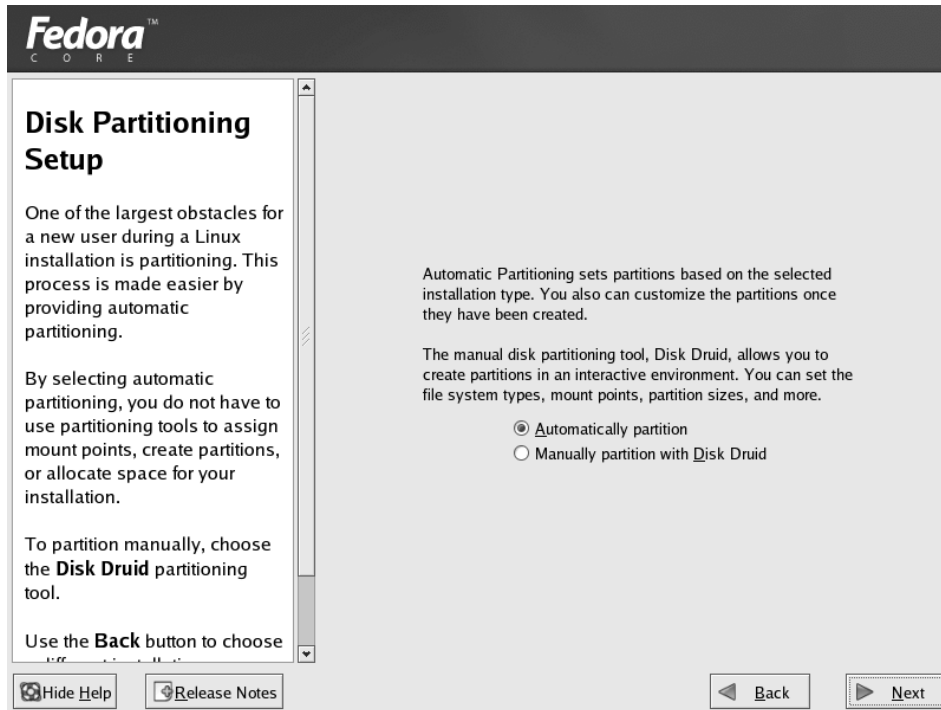 Fedora™
CORE
Disk Partitioning
Setup
One of the largest obstacles for
a new user during a Linux
installation is partitioning. This
process is made easier by
providing automatic
partitioning.
By selecting automatic
partitioning, you do not have to
use partitioning tools to assign
mount points, create partitions,
or allocate space for your
installation.
To partition manually, choose
the Disk Druid partitioning
tool.
Use the Back button to choose
Automatic Partitioning sets partitions based on the selected
installation type. You also can customize the partitions once
they have been created.
The manual disk partitioning tool, Disk Druid, allows you to
create partitions in an interactive environment. You can set the
file system types, mount points, partition sizes, and more.
Automatically partition
Manually partition with Disk Druid
Hide Help
Release Notes
Back
Next